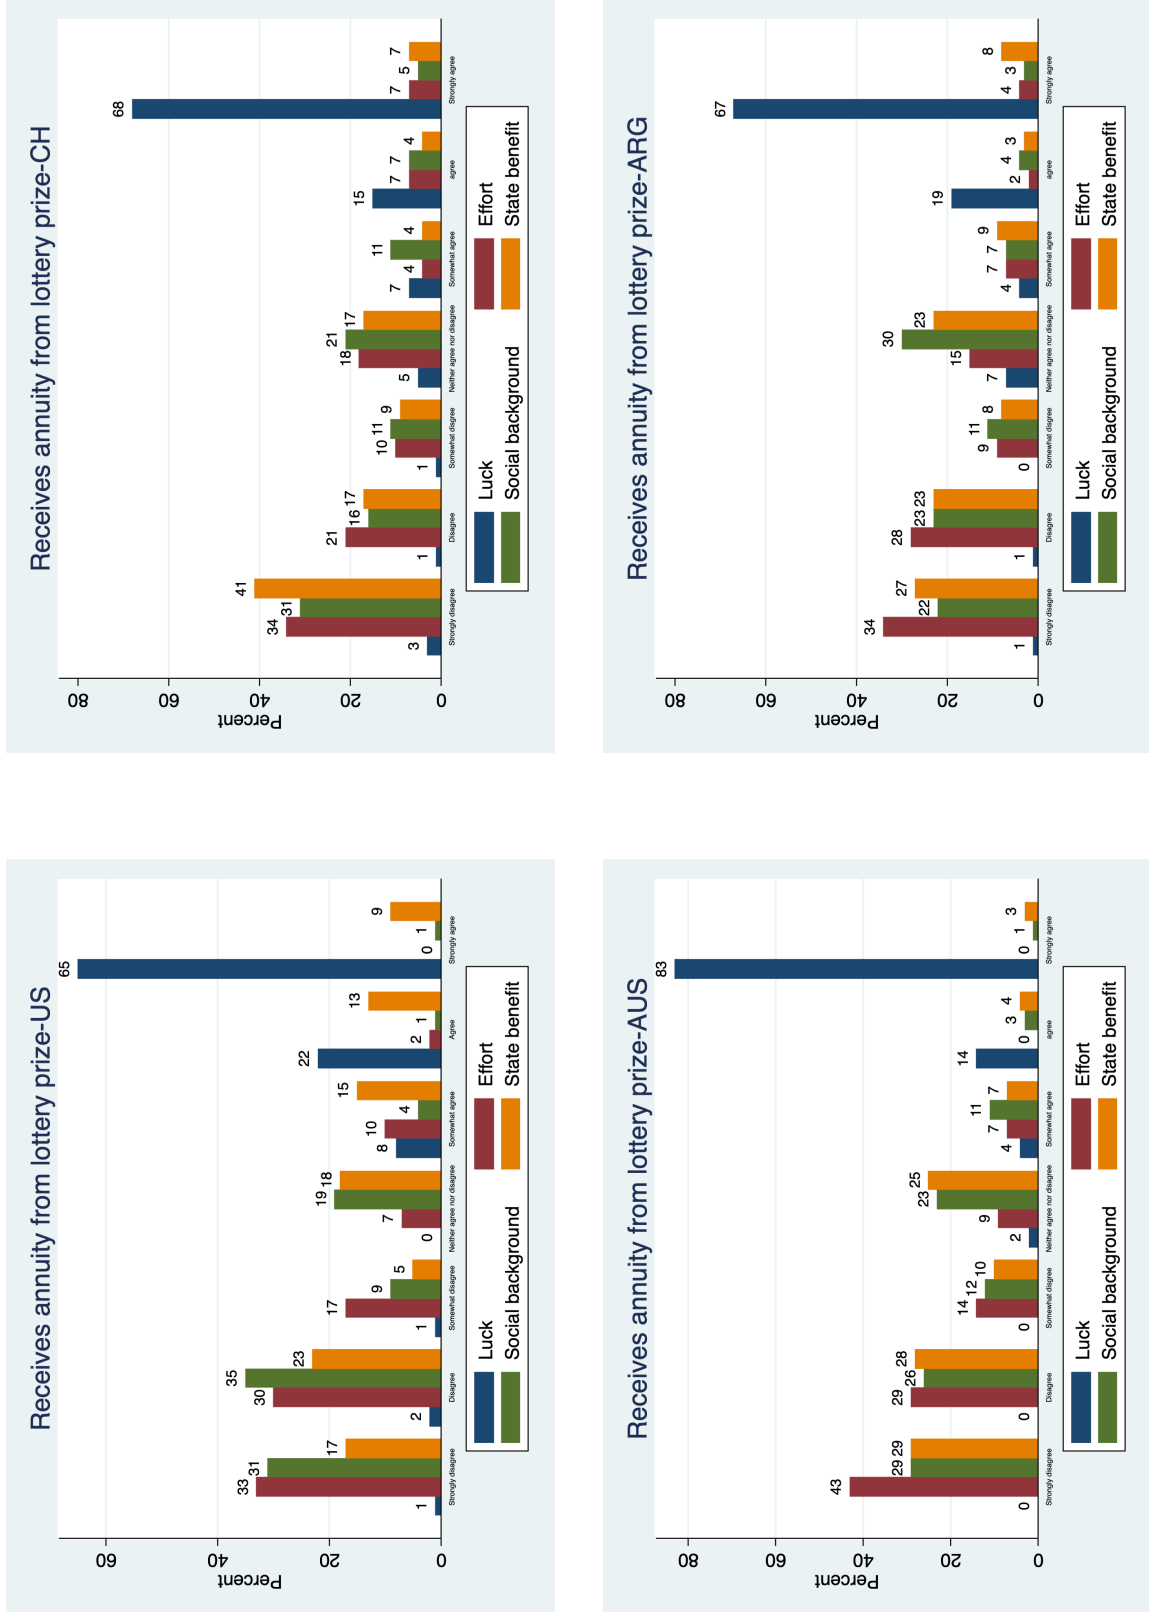 Receives annuity from lottery prize-US
Percent
60
40
20
0
1 33 31 17
2 30 35 23
1 17 9 5
0 7 19 18
8 10 4 15
22 2 1 13
65 0 1 9
Strongly disagree Disagree Somewhat disagree Neither agree nor disagree Somewhat agree Agree Strongly agree
Luck Effort
Social background State benefit
Receives annuity from lottery prize-CH
Percent
80
60
40
20
0
3 34 31 41
1 21 16 17
1 10 11 9
5 18 21 17
7 4 11 4
15 7 7 4
68 7 5 7
Strongly disagree Disagree Somewhat disgree Neither agree nor disagree Somewhat agree agree Strongly agree
Luck Effort
Social background State benefit
Receives annuity from lottery prize-AUS
Percent
80
60
40
20
0
0 43 29 29
0 29 26 28
0 14 12 10
2 9 23 25
4 7 11 7
14 0 3 4
83 0 1 3
Strongly disagree Disagree Somewhat disagree Neither agree nor disagree Somewhat agree agree Strongly agree
Luck Effort
Social background State benefit
Receives annuity from lottery prize-ARG
Percent
80
60
40
20
0
1 34 22 27
1 28 23 23
0 9 11 8
7 15 30 23
4 7 7 9
19 2 4 3
67 4 3 8
Strongly disagree Disagree Somewhat disgree Neither agree nor disagree Somewhat agree agree Strongly agree
Luck Effort
Social background State benefit